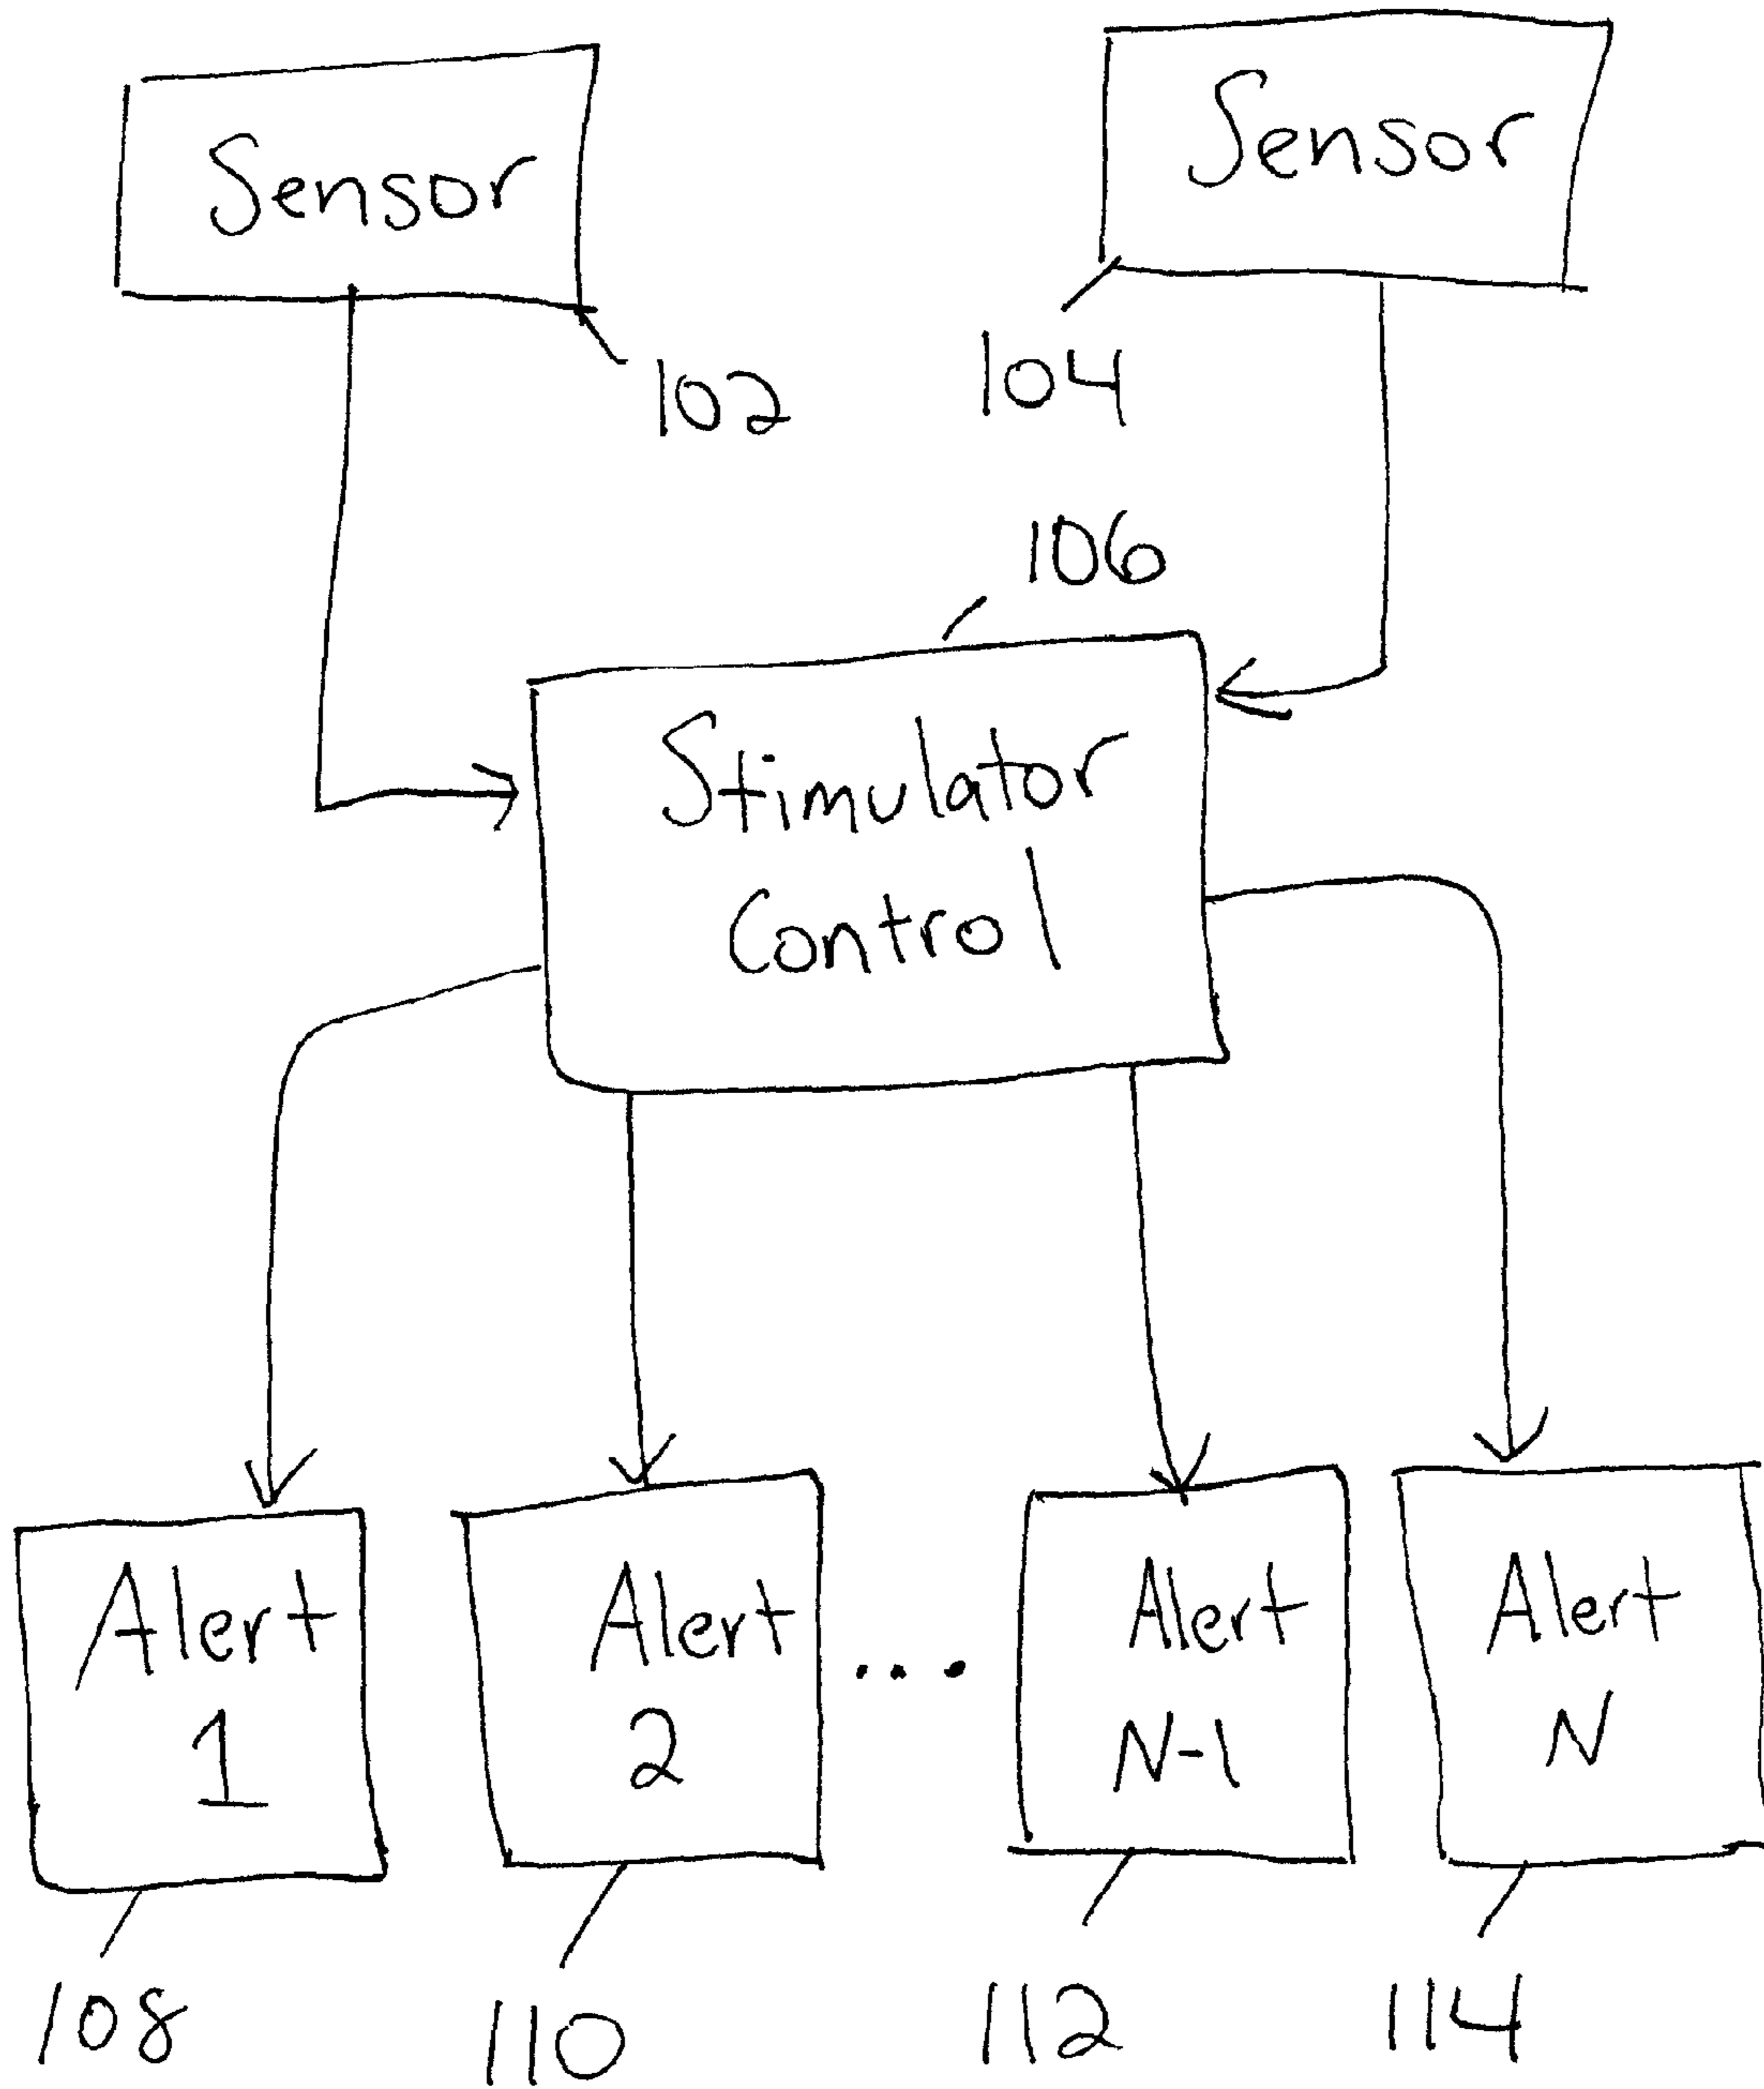 Sensor
Sensor
102
104
106
Stimulator
Control
Alert
1
Alert
2
...
Alert
N-1
Alert
N
108
110
112
114